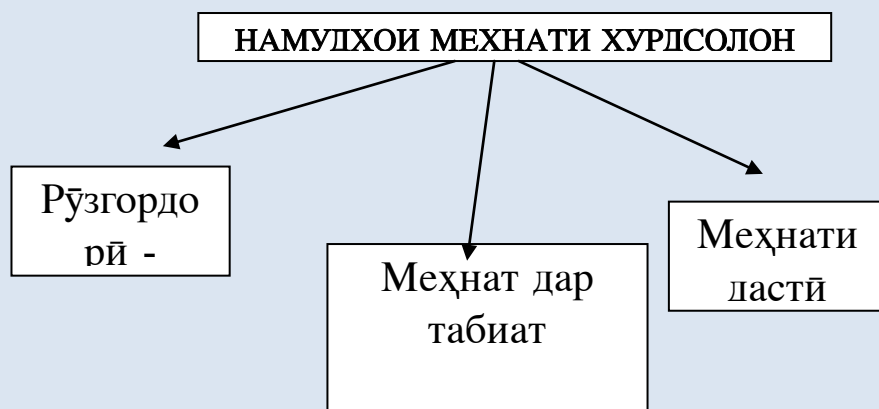 НАМУДХОИ МЕХНАТИ ХУРДСОЛОН
Рӯзгордо
рӣ -
Меҳнат дар
табиат
Меҳнати
дастӣ